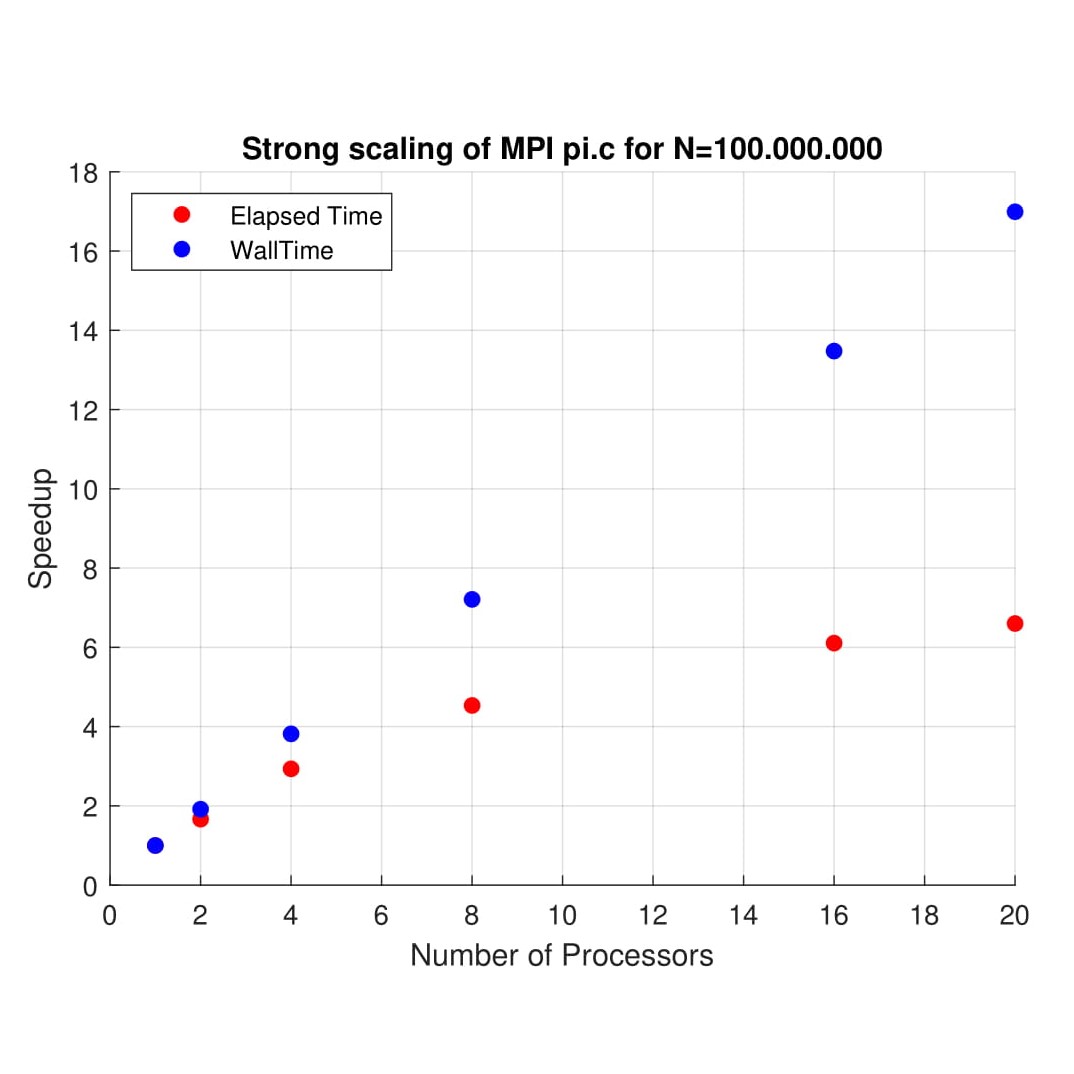 Strong scaling of MPI pi.c for N=100.000.000
Elapsed Time
WallTime
18
16
14
12
10
8
6
4
2
0
Speedup
0 2 4 6 8 10 12 14 16 18 20
Number of Processors